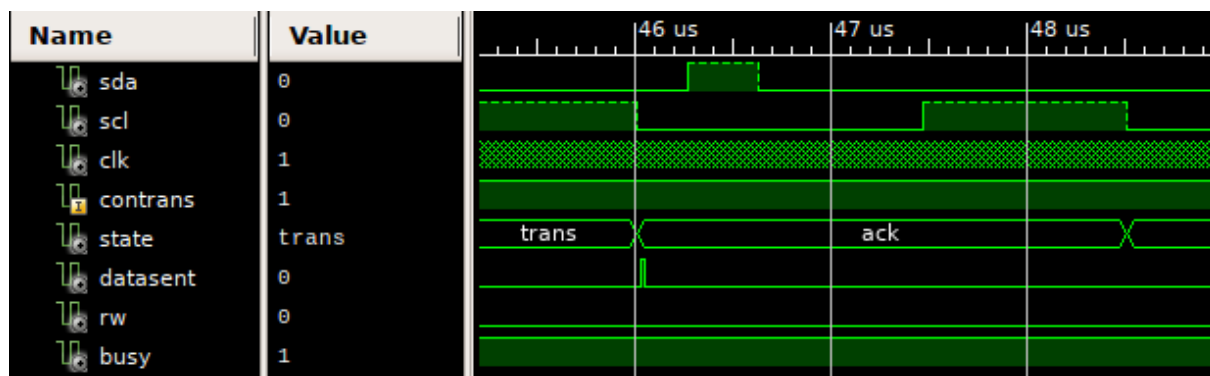 Name Value 46 us 47 us 48 us
sda 0
scl 0
clk 1
contrans 1
state trans trans ack
datasent 0
rw 0
busy 1